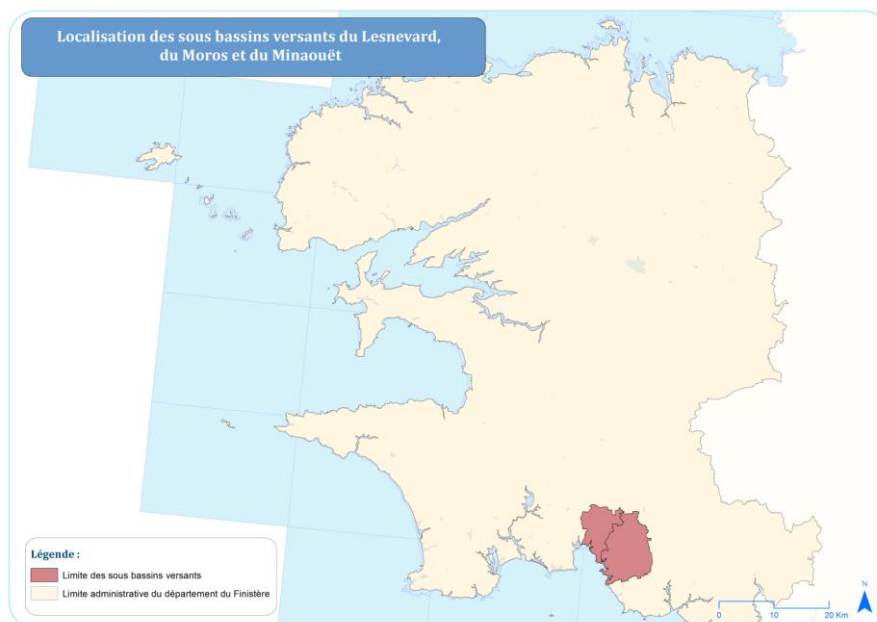 Localisation des sous bassins versants du Lesnevard,
du Moros et du Minaouët
Légende :
Limite des sous bassins versants
Limite administrative du département du Finistère
N
0 10 20 Km